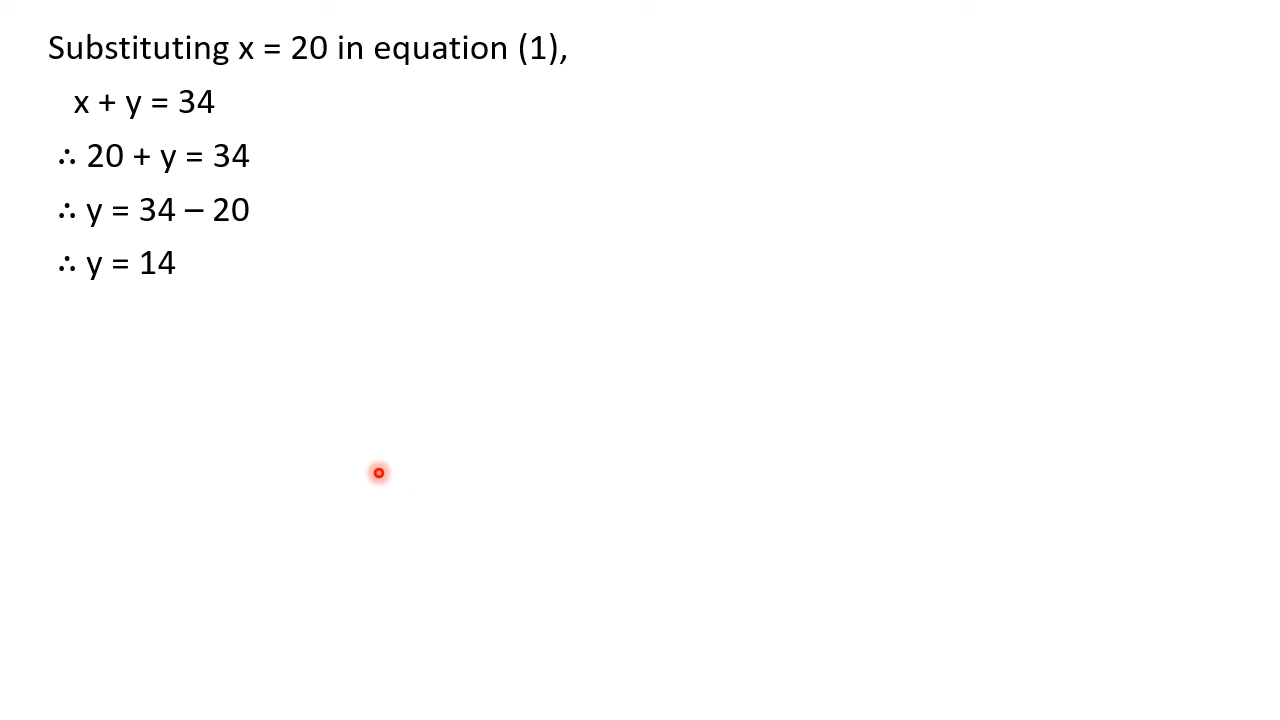 Substituting x = 20 in equation (1),
x + y = 34
∴ 20 + y = 34
∴ y = 34 – 20
∴ y = 14